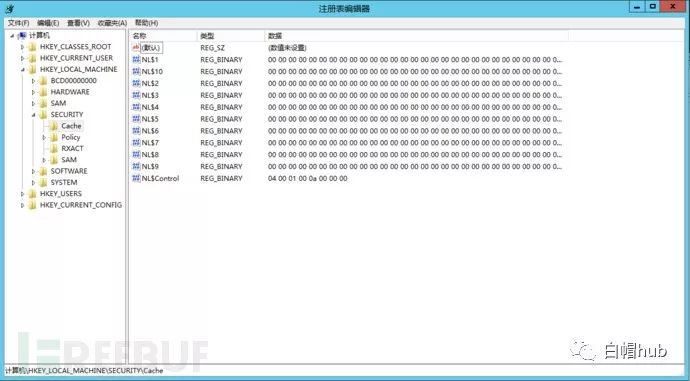 注册表编辑器
文件(F) 编辑(E) 查看(V) 收藏夹(A) 帮助(H)
计算机
HKEY_CLASSES_ROOT
HKEY_CURRENT_USER
HKEY_LOCAL_MACHINE
BCD00000000
HARDWARE
SAM
SECURITY
Cache
Policy
RXACT
SAM
SOFTWARE
SYSTEM
HKEY_USERS
HKEY_CURRENT_CONFIG
名称 类型 数据
ab (默认) REG_SZ (数值未设置)
NL$1 REG_BINARY 00 00 00 00 00 00 00 00 00 00 00 00 00 00 00 00 00 00 00 00 00 00 00 00 00 00 00 00 0...
NL$10 REG_BINARY 00 00 00 00 00 00 00 00 00 00 00 00 00 00 00 00 00 00 00 00 00 00 00 00 00 00 00 00 0...
NL$2 REG_BINARY 00 00 00 00 00 00 00 00 00 00 00 00 00 00 00 00 00 00 00 00 00 00 00 00 00 00 00 00 0...
NL$3 REG_BINARY 00 00 00 00 00 00 00 00 00 00 00 00 00 00 00 00 00 00 00 00 00 00 00 00 00 00 00 00 0...
NL$4 REG_BINARY 00 00 00 00 00 00 00 00 00 00 00 00 00 00 00 00 00 00 00 00 00 00 00 00 00 00 00 00 0...
NL$5 REG_BINARY 00 00 00 00 00 00 00 00 00 00 00 00 00 00 00 00 00 00 00 00 00 00 00 00 00 00 00 00 0...
NL$6 REG_BINARY 00 00 00 00 00 00 00 00 00 00 00 00 00 00 00 00 00 00 00 00 00 00 00 00 00 00 00 00 0...
NL$7 REG_BINARY 00 00 00 00 00 00 00 00 00 00 00 00 00 00 00 00 00 00 00 00 00 00 00 00 00 00 00 00 0...
NL$8 REG_BINARY 00 00 00 00 00 00 00 00 00 00 00 00 00 00 00 00 00 00 00 00 00 00 00 00 00 00 00 00 0...
NL$9 REG_BINARY 00 00 00 00 00 00 00 00 00 00 00 00 00 00 00 00 00 00 00 00 00 00 00 00 00 00 00 00 0...
NL$Control REG_BINARY 04 00 01 00 0a 00 00 00
FREEBUF
白帽hub
计算机\HKEY_LOCAL_MACHINE\SECURITY\Cache